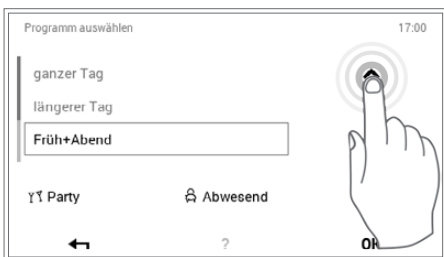 Programm auswählen 17:00
ganzer Tag
längerer Tag
Früh+Abend
Party Abwesend
? OK